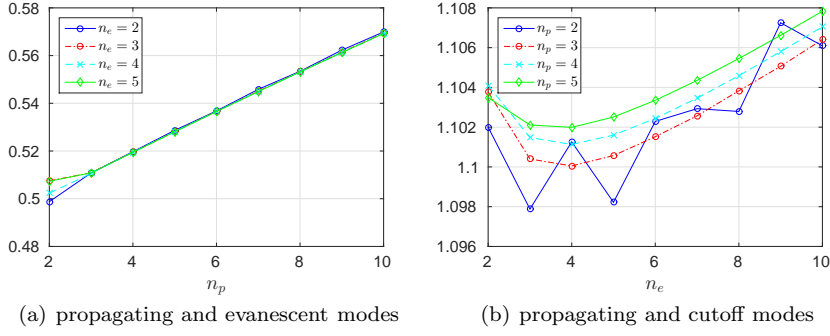 0.58
0.56
0.54
0.52
0.5
0.48
2 4 6 8 10
n_e = 2
n_e = 3
n_e = 4
n_e = 5
n_p
(a) propagating and evanescent modes
1.108
1.106
1.104
1.102
1.1
1.098
1.096
2 4 6 8 10
n_p = 2
n_p = 3
n_p = 4
n_p = 5
n_e
(b) propagating and cutoff modes